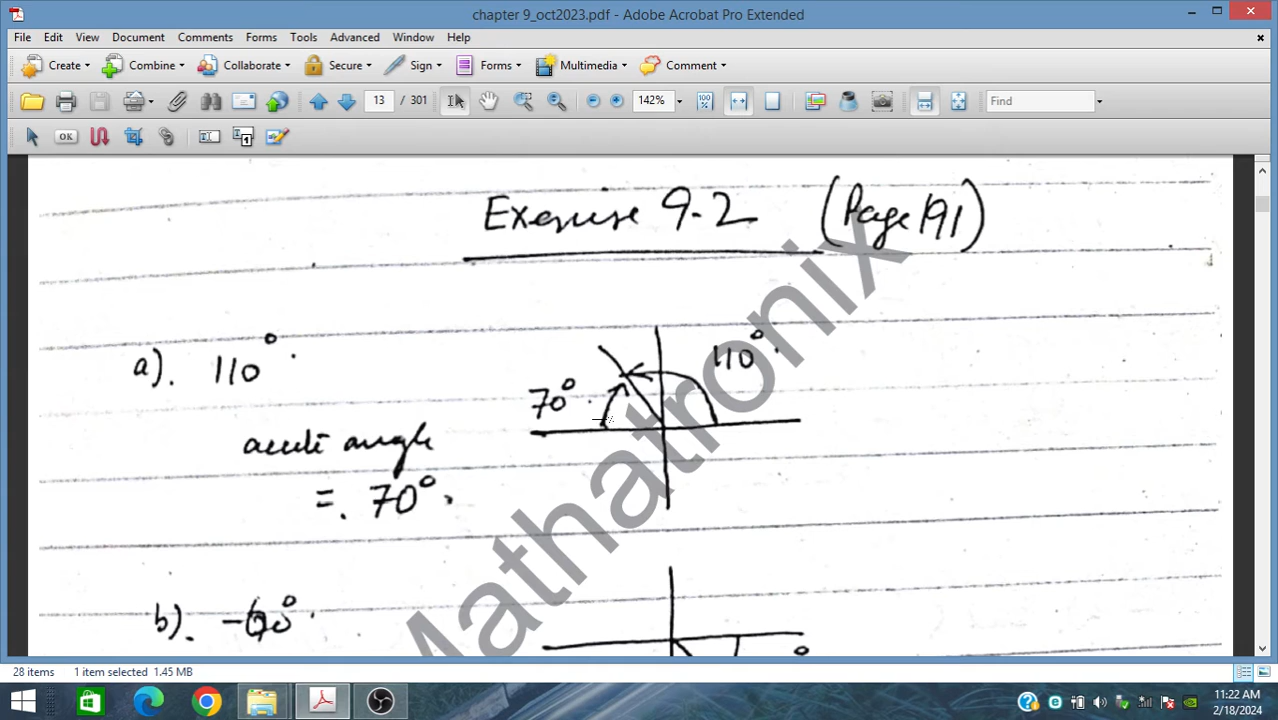 chapter 9_oct2023.pdf - Adobe Acrobat Pro Extended
File Edit View Document Comments Forms Tools Advanced Window Help
Create Combine Collaborate Secure Sign Forms Multimedia Comment
13 / 301 142% Find
Exercise 9.2 (Page 191)
a). 110°.
110°.
70°.
acute angle
=. 70°.
b). -60°.
Mathatronix
28 items 1 item selected 1.45 MB
11:22 AM
2/18/2024